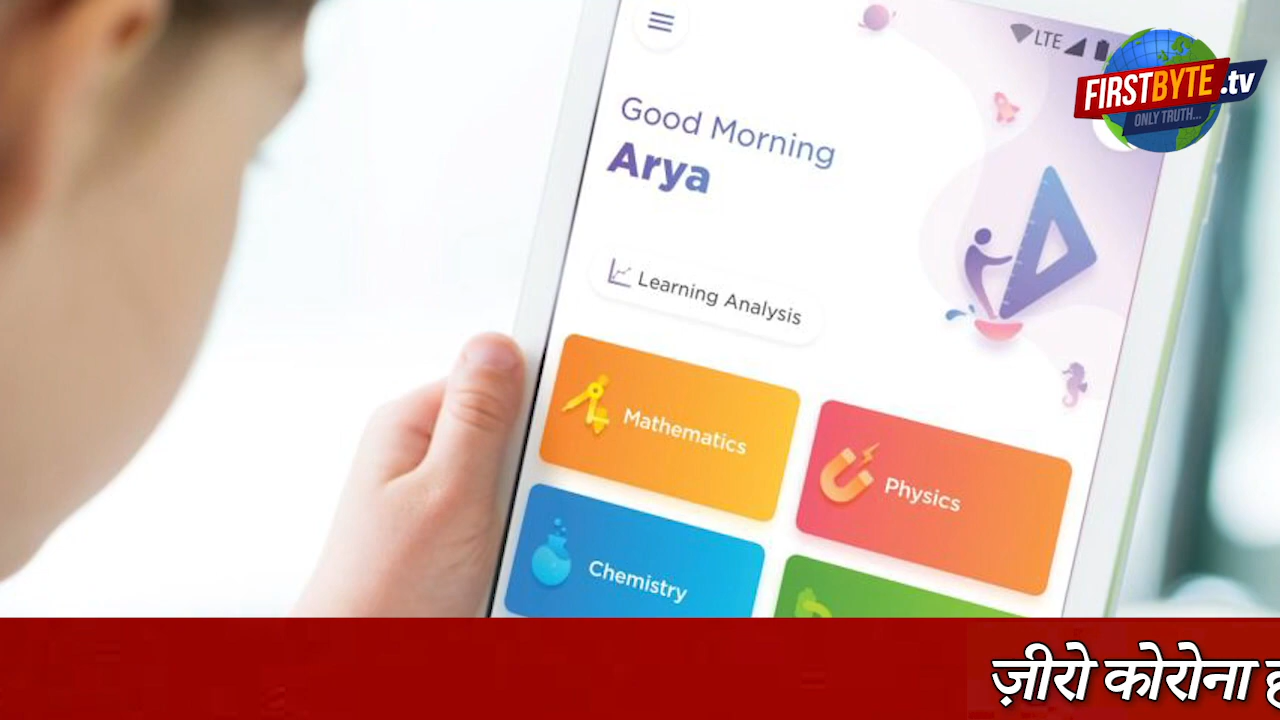 LTE
FIRSTBYTE.tv
ONLY TRUTH...
Good Morning
Arya
Learning Analysis
Mathematics
Physics
Chemistry
ज़ीरो कोरोना